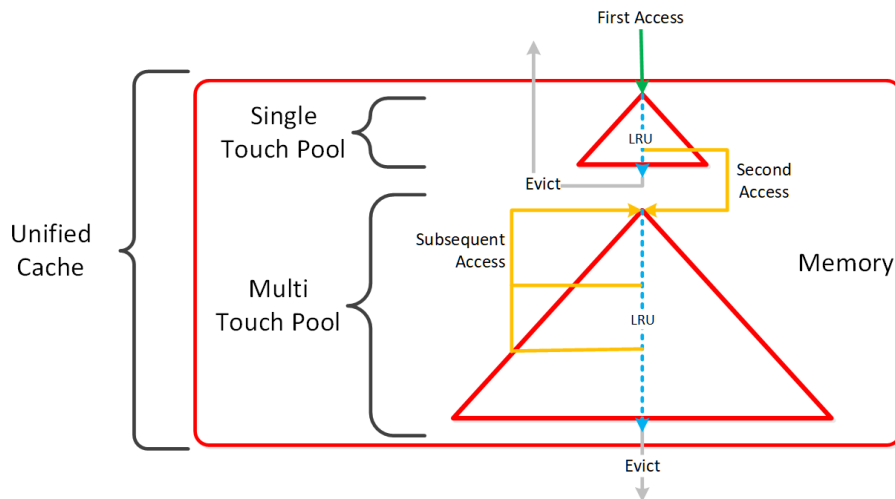 First Access
Single
Touch Pool
LRU
Evict
Second
Access
Unified
Cache
Subsequent
Access
Memory
Multi
Touch Pool
LRU
Evict